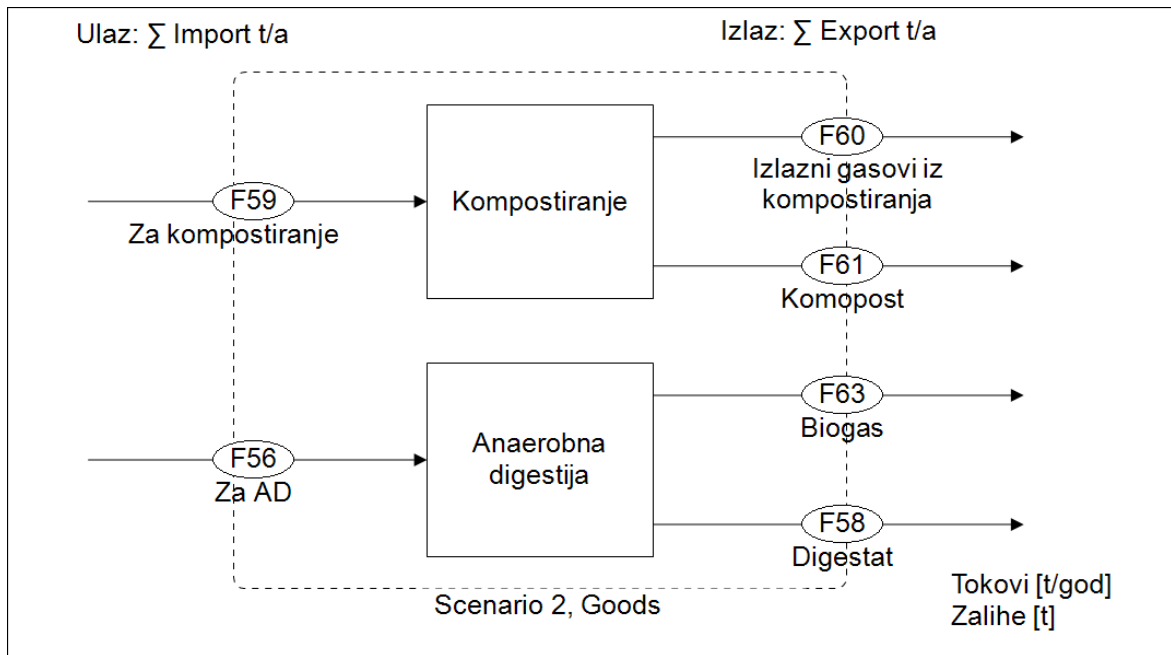 Ulaz: ∑ Import t/a
Izlaz: ∑ Export t/a
F59
Za kompostiranje
Kompostiranje
F60
Izlazni gasovi iz
kompostiranja
F61
Komopost
F56
Za AD
Anaerobna
digestija
F63
Biogas
F58
Digestat
Scenario 2, Goods
Tokovi [t/god]
Zalihe [t]